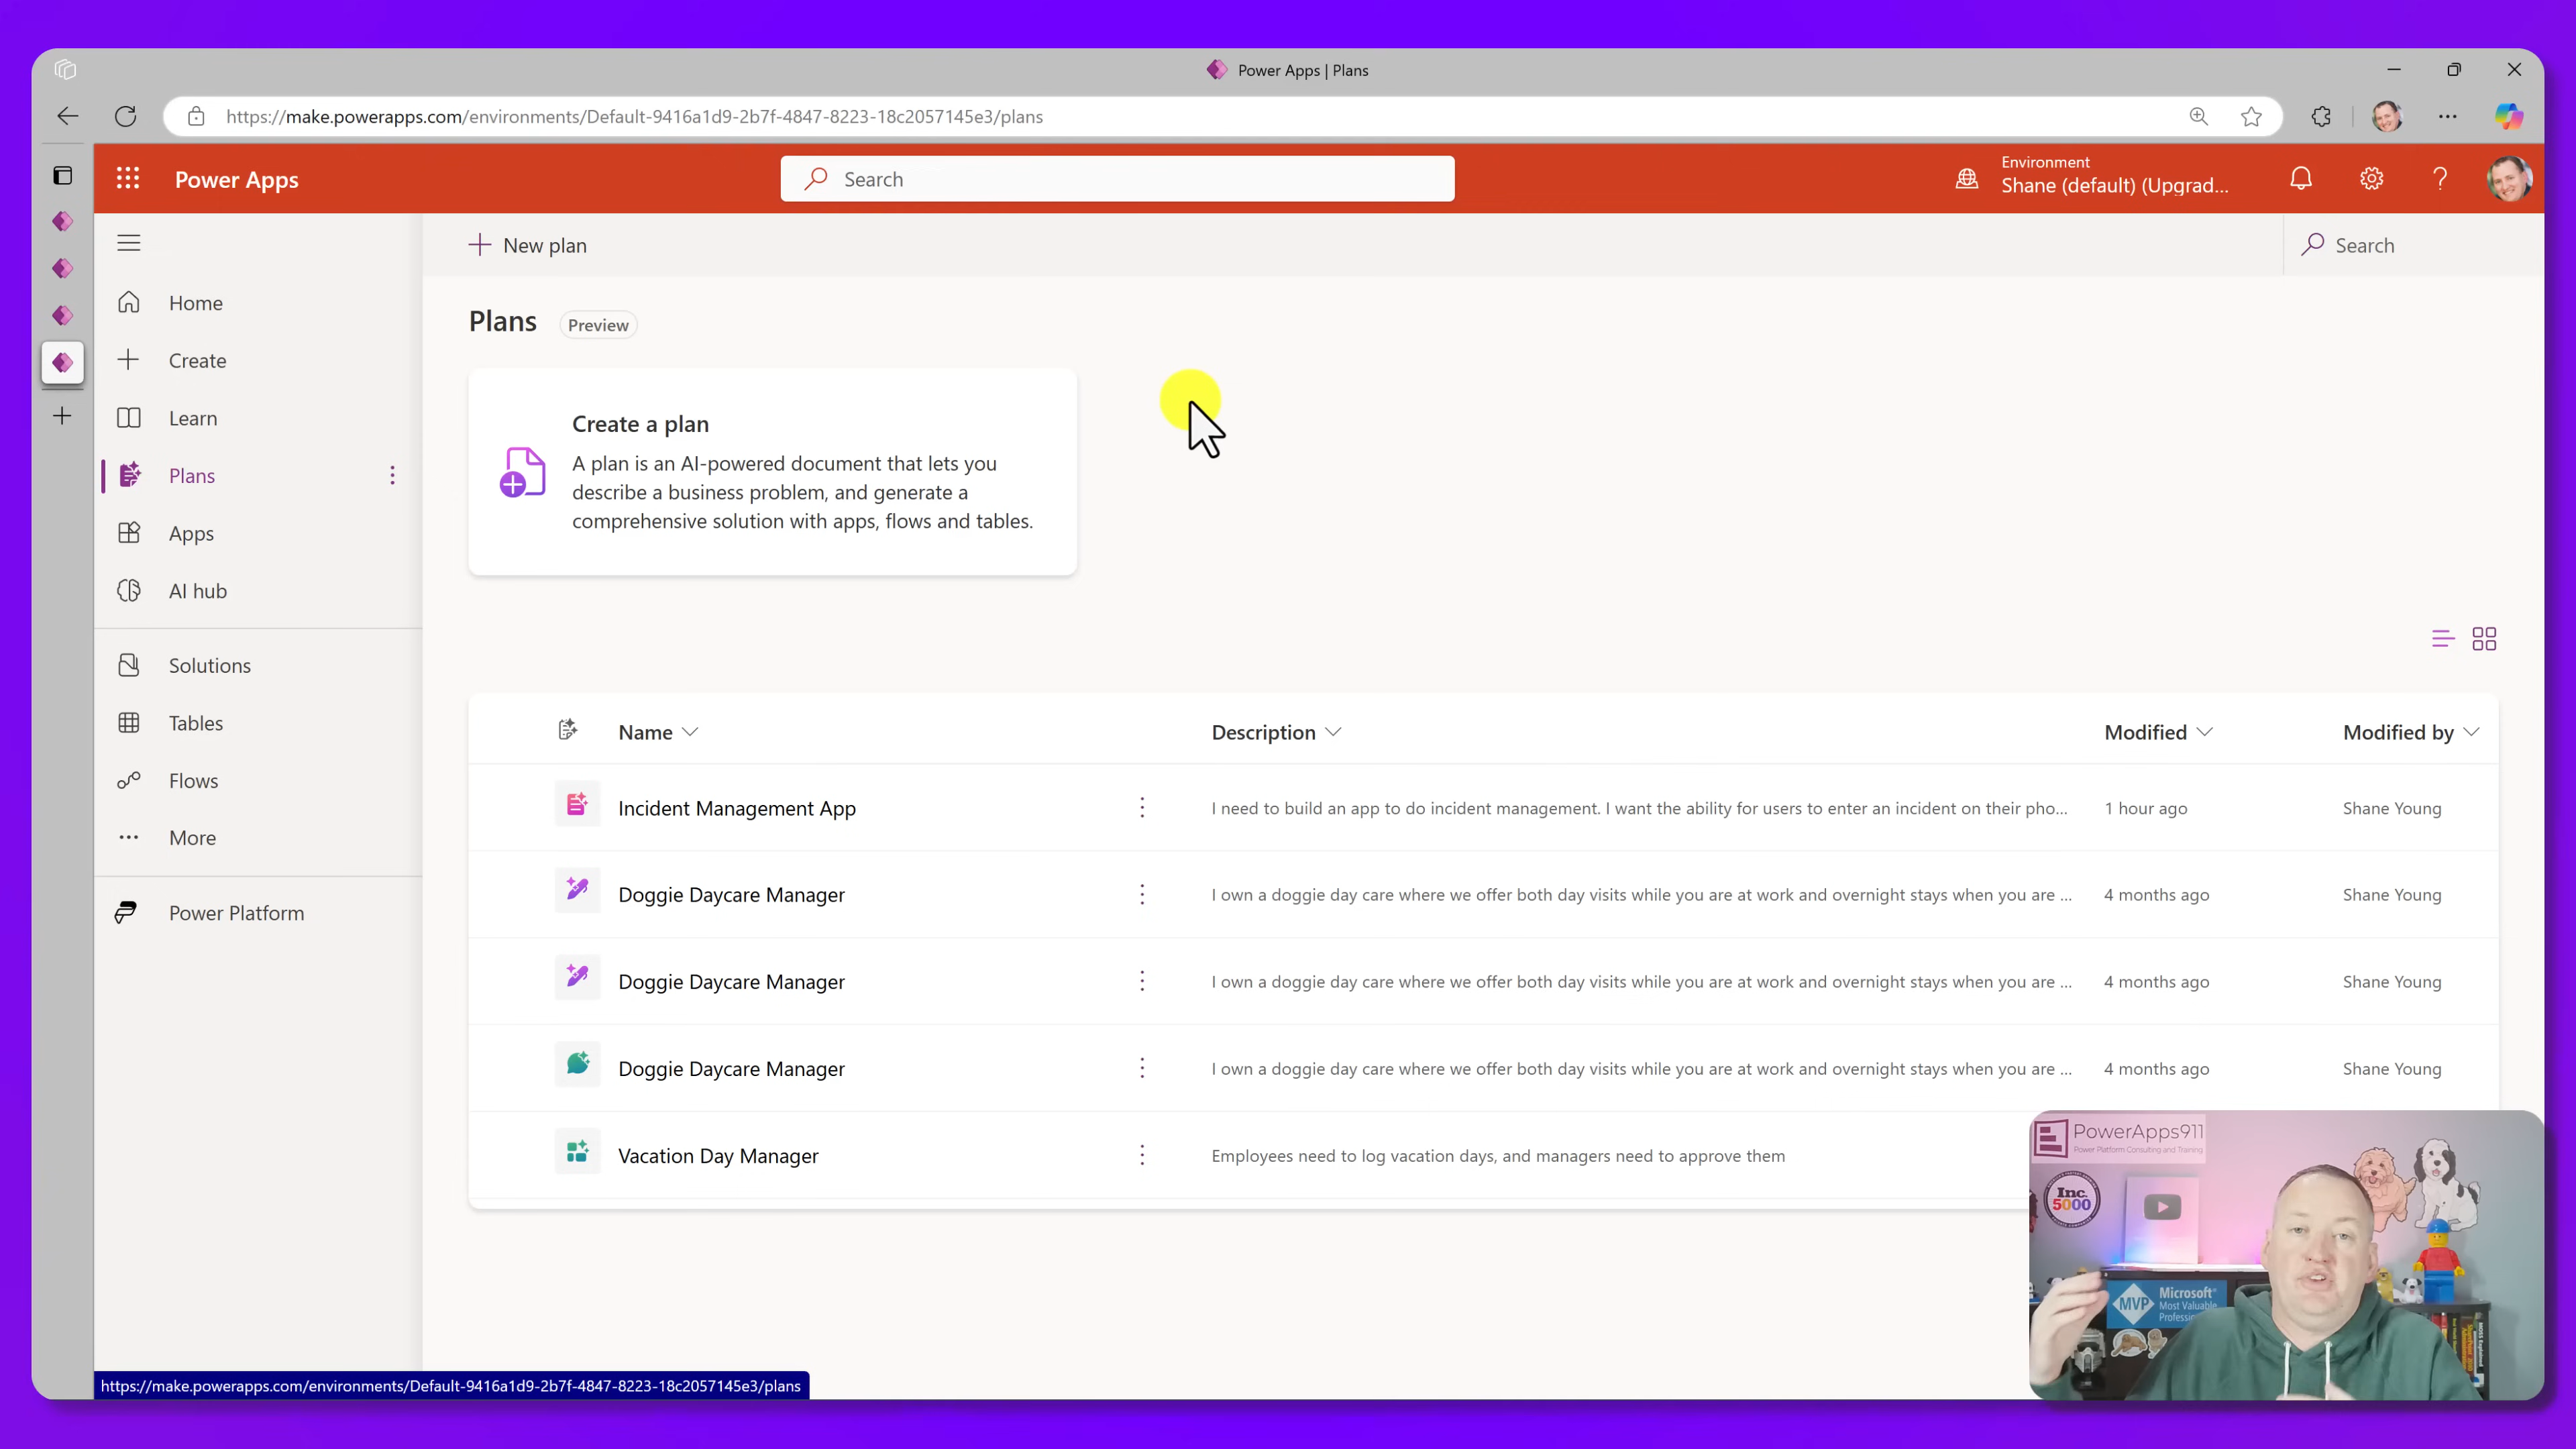 Power Apps | Plans
https://make.powerapps.com/environments/Default-9416a1d9-2b7f-4847-8223-18c2057145e3/plans
Power Apps
Search
Environment
Shane (default) (Upgrad...
New plan
Search
Home
Create
Learn
Plans
Apps
AI hub
Solutions
Tables
Flows
More
Power Platform
Plans
Preview
Create a plan
A plan is an AI-powered document that lets you
describe a business problem, and generate a
comprehensive solution with apps, flows and tables.
Name Description Modified Modified by
Incident Management App I need to build an app to do incident management. I want the ability for users to enter an incident on their pho... 1 hour ago Shane Young
Doggie Daycare Manager I own a doggie day care where we offer both day visits while you are at work and overnight stays when you are ... 4 months ago Shane Young
Doggie Daycare Manager I own a doggie day care where we offer both day visits while you are at work and overnight stays when you are ... 4 months ago Shane Young
Doggie Daycare Manager I own a doggie day care where we offer both day visits while you are at work and overnight stays when you are ... 4 months ago Shane Young
Vacation Day Manager Employees need to log vacation days, and managers need to approve them
PowerApps911
Power Platform Consulting and Training
Inc.
5000
MVP
Microsoft®
Most Valuable
Profession
https://make.powerapps.com/environments/Default-9416a1d9-2b7f-4847-8223-18c2057145e3/plans